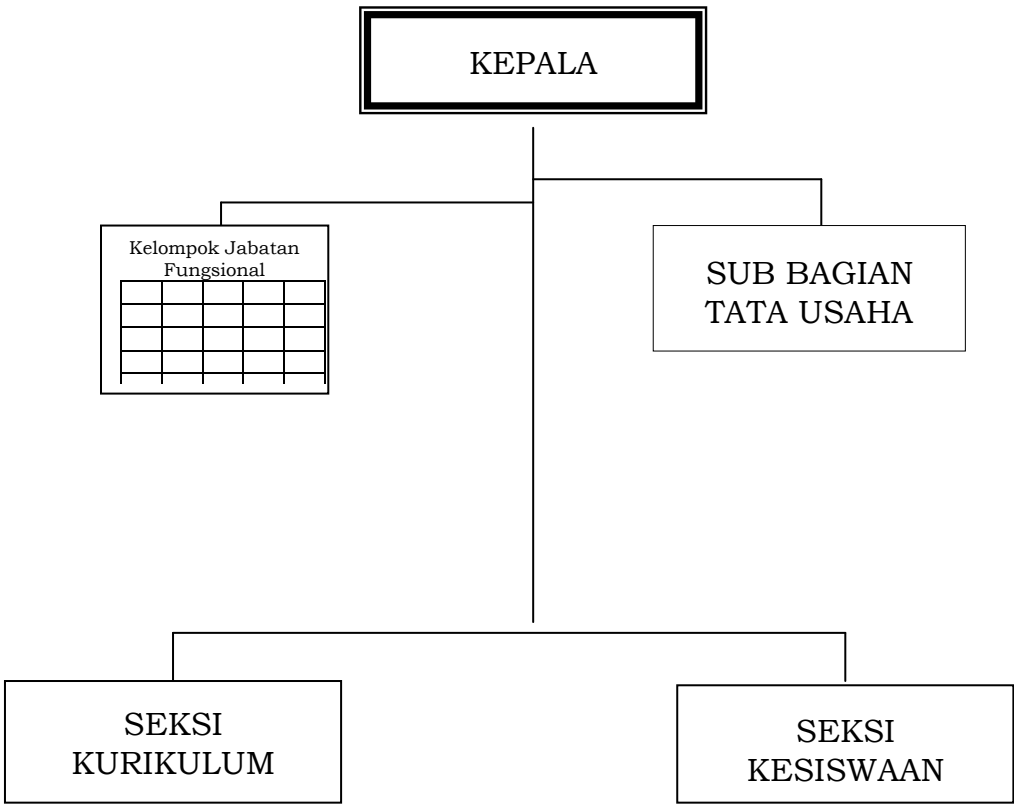 KEPALA
Kelompok Jabatan
Fungsional
SUB BAGIAN
TATA USAHA
SEKSI
KURIKULUM
SEKSI
KESISWAAN